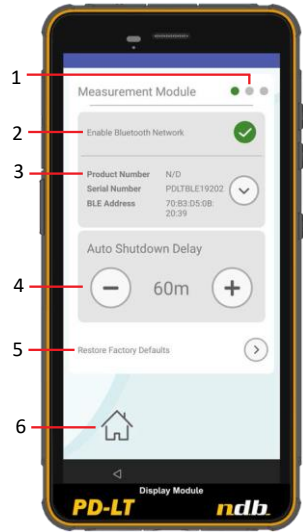 1
Measurement Module
2
Enable Bluetooth Network
3
Product Number N/D
Serial Number PDLTBLE19202
BLE Address 70:B3:D5:0B:
20:39
Auto Shutdown Delay
4
60m
5
Restore Factory Defaults
6
Display Module
PD-LT ndb